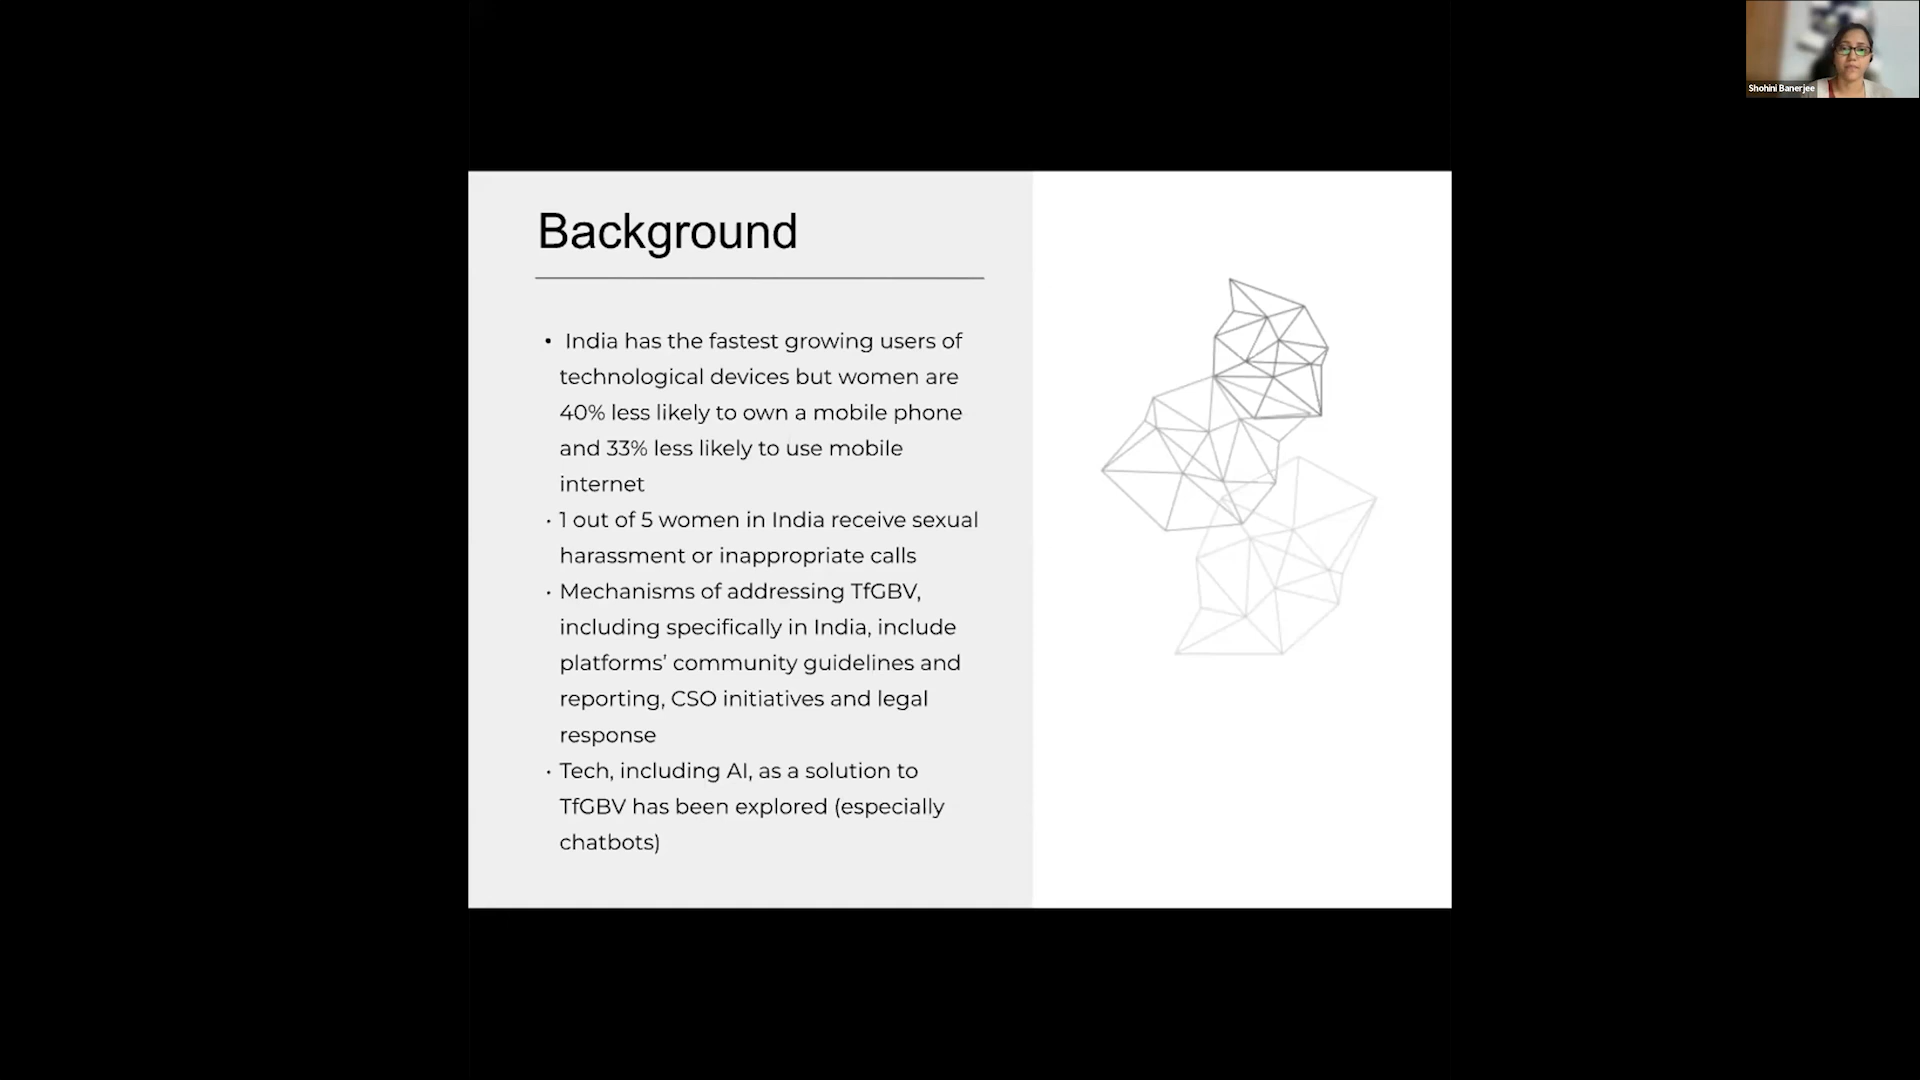 Shohini Banerjee
Background
• India has the fastest growing users of
technological devices but women are
40% less likely to own a mobile phone
and 33% less likely to use mobile
internet
• 1 out of 5 women in India receive sexual
harassment or inappropriate calls
• Mechanisms of addressing TfGBV,
including specifically in India, include
platforms’ community guidelines and
reporting, CSO initiatives and legal
response
• Tech, including AI, as a solution to
TfGBV has been explored (especially
chatbots)